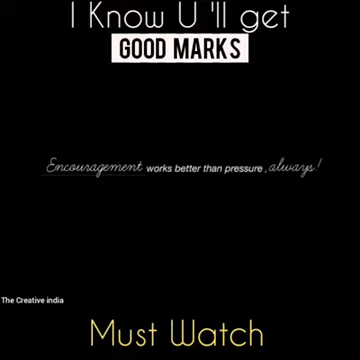 I Know U 'll get
GOOD MARKS
Encouragement works better than pressure, always!
The Creative india
Must Watch